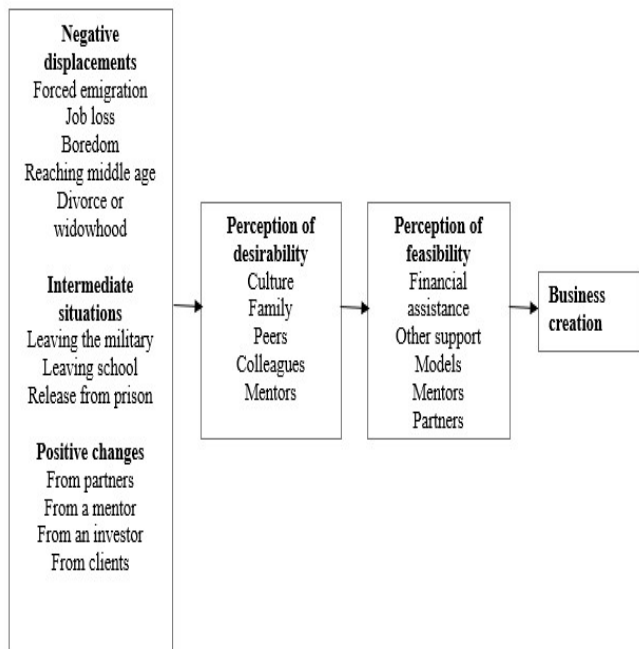 Negative
displacements
Forced emigration
Job loss
Boredom
Reaching middle age
Divorce or
widowhood
Intermediate
situations
Leaving the military
Leaving school
Release from prison
Positive changes
From partners
From a mentor
From an investor
From clients
Perception of
desirability
Culture
Family
Peers
Colleagues
Mentors
Perception of
feasibility
Financial
assistance
Other support
Models
Mentors
Partners
Business
creation